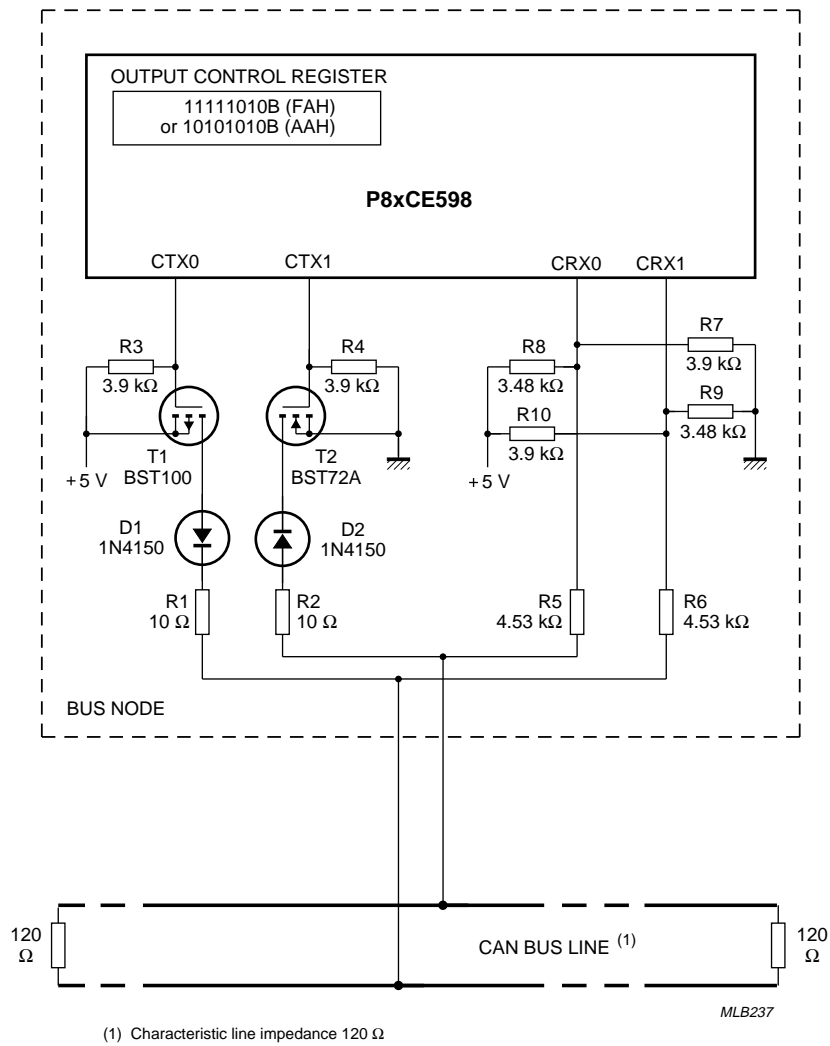 OUTPUT CONTROL REGISTER
11111010B (FAH)
or 10101010B (AAH)
P8xCE598
CTX0
CTX1
CRX0
CRX1
R3
3.9 kΩ
R4
3.9 kΩ
R8
3.48 kΩ
R7
3.9 kΩ
R10
3.9 kΩ
R9
3.48 kΩ
+5 V
T1
BST100
T2
BST72A
+5 V
D1
1N4150
D2
1N4150
R1
10 Ω
R2
10 Ω
R5
4.53 kΩ
R6
4.53 kΩ
BUS NODE
120
Ω
CAN BUS LINE (1)
120
Ω
MLB237
(1) Characteristic line impedance 120 Ω